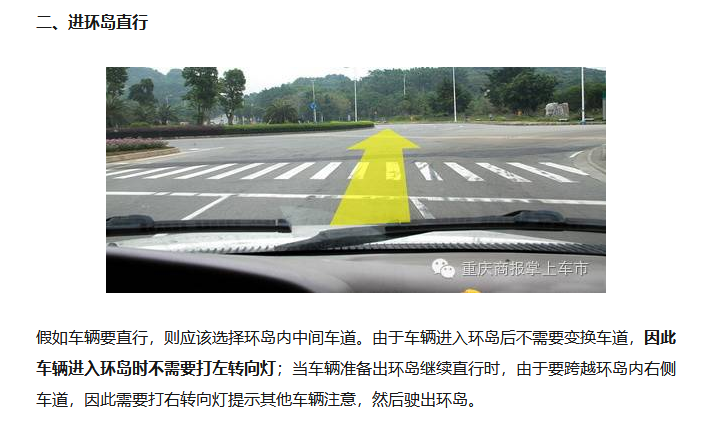 二、进环岛直行
重庆商报掌上车市
假如车辆要直行，则应该选择环岛内中间车道。由于车辆进入环岛后不需要变换车道，因此
车辆进入环岛时不需要打左转向灯；当车辆准备出环岛继续直行时，由于要跨越环岛内右侧
车道，因此需要打右转向灯提示其他车辆注意，然后驶出环岛。